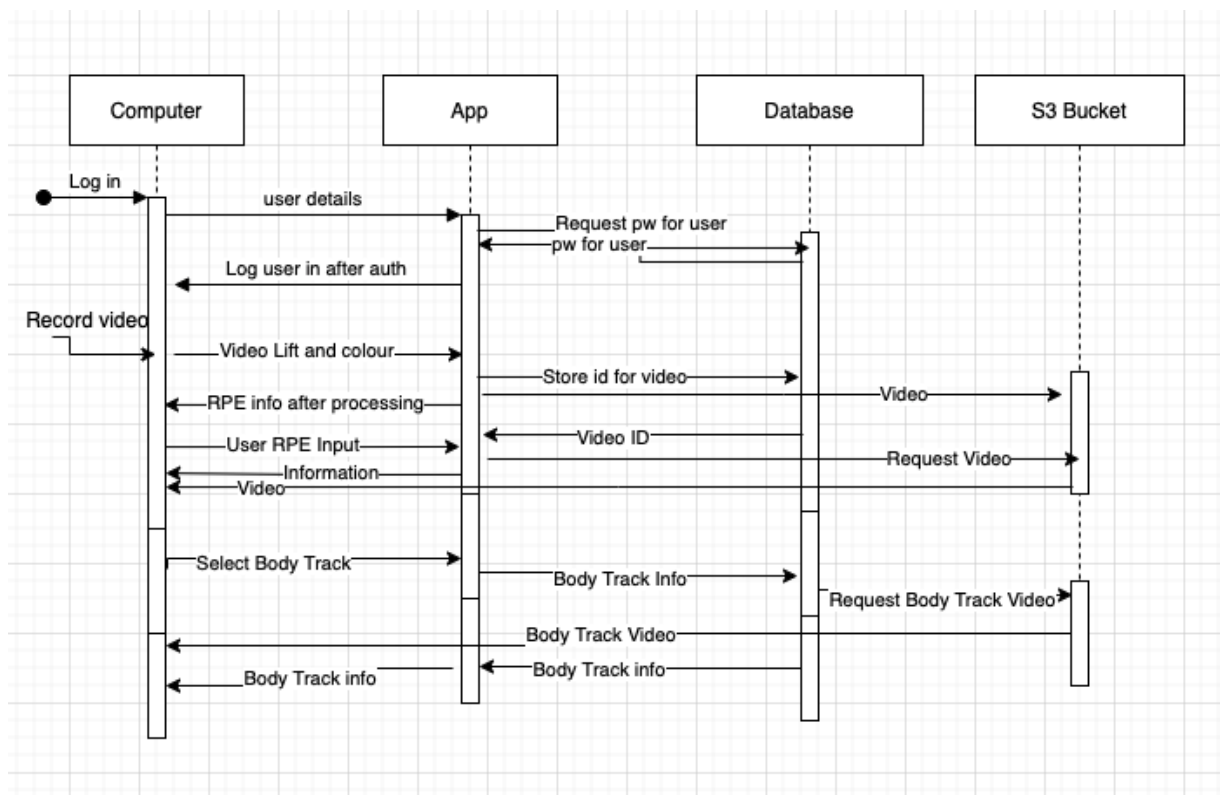 Computer
App
Database
S3 Bucket
Log in
user details
Request pw for user
pw for user
Log user in after auth
Record video
Video Lift and colour
Store id for video
Video
RPE info after processing
Video ID
User RPE Input
Request Video
Information
Video
Select Body Track
Body Track Info
Request Body Track Video
Body Track Video
Body Track info
Body Track info